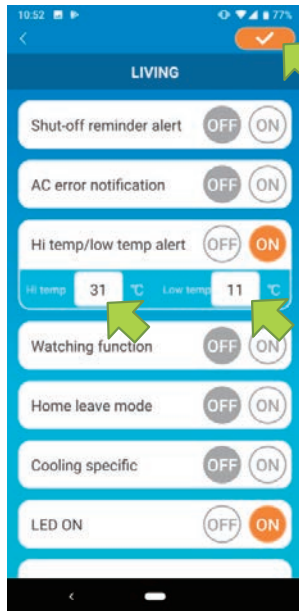 10:52 77%
LIVING
Shut-off reminder alert OFF ON
AC error notification OFF ON
Hi temp/low temp alert OFF ON
Hi temp 31 ℃ Low temp 11 ℃
Watching function OFF ON
Home leave mode OFF ON
Cooling specific OFF ON
LED ON OFF ON